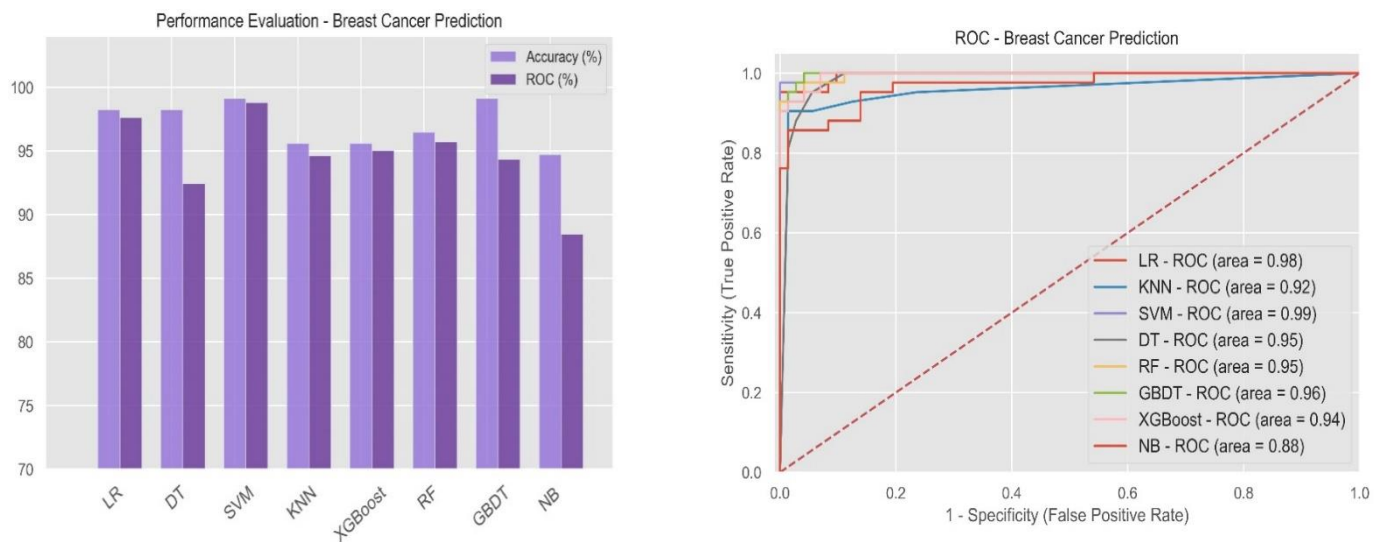 Performance Evaluation - Breast Cancer Prediction
Accuracy (%)
ROC (%)
100
95
90
85
80
75
70
LR
DT
SVM
KNN
XGBoost
RF
GBDT
NB
ROC - Breast Cancer Prediction
Sensitivity (True Positive Rate)
1.0
0.8
0.6
0.4
0.2
0.0
LR - ROC (area = 0.98)
KNN - ROC (area = 0.92)
SVM - ROC (area = 0.99)
DT - ROC (area = 0.95)
RF - ROC (area = 0.95)
GBDT - ROC (area = 0.96)
XGBoost - ROC (area = 0.94)
NB - ROC (area = 0.88)
0.0
0.2
0.4
0.6
0.8
1.0
1 - Specificity (False Positive Rate)